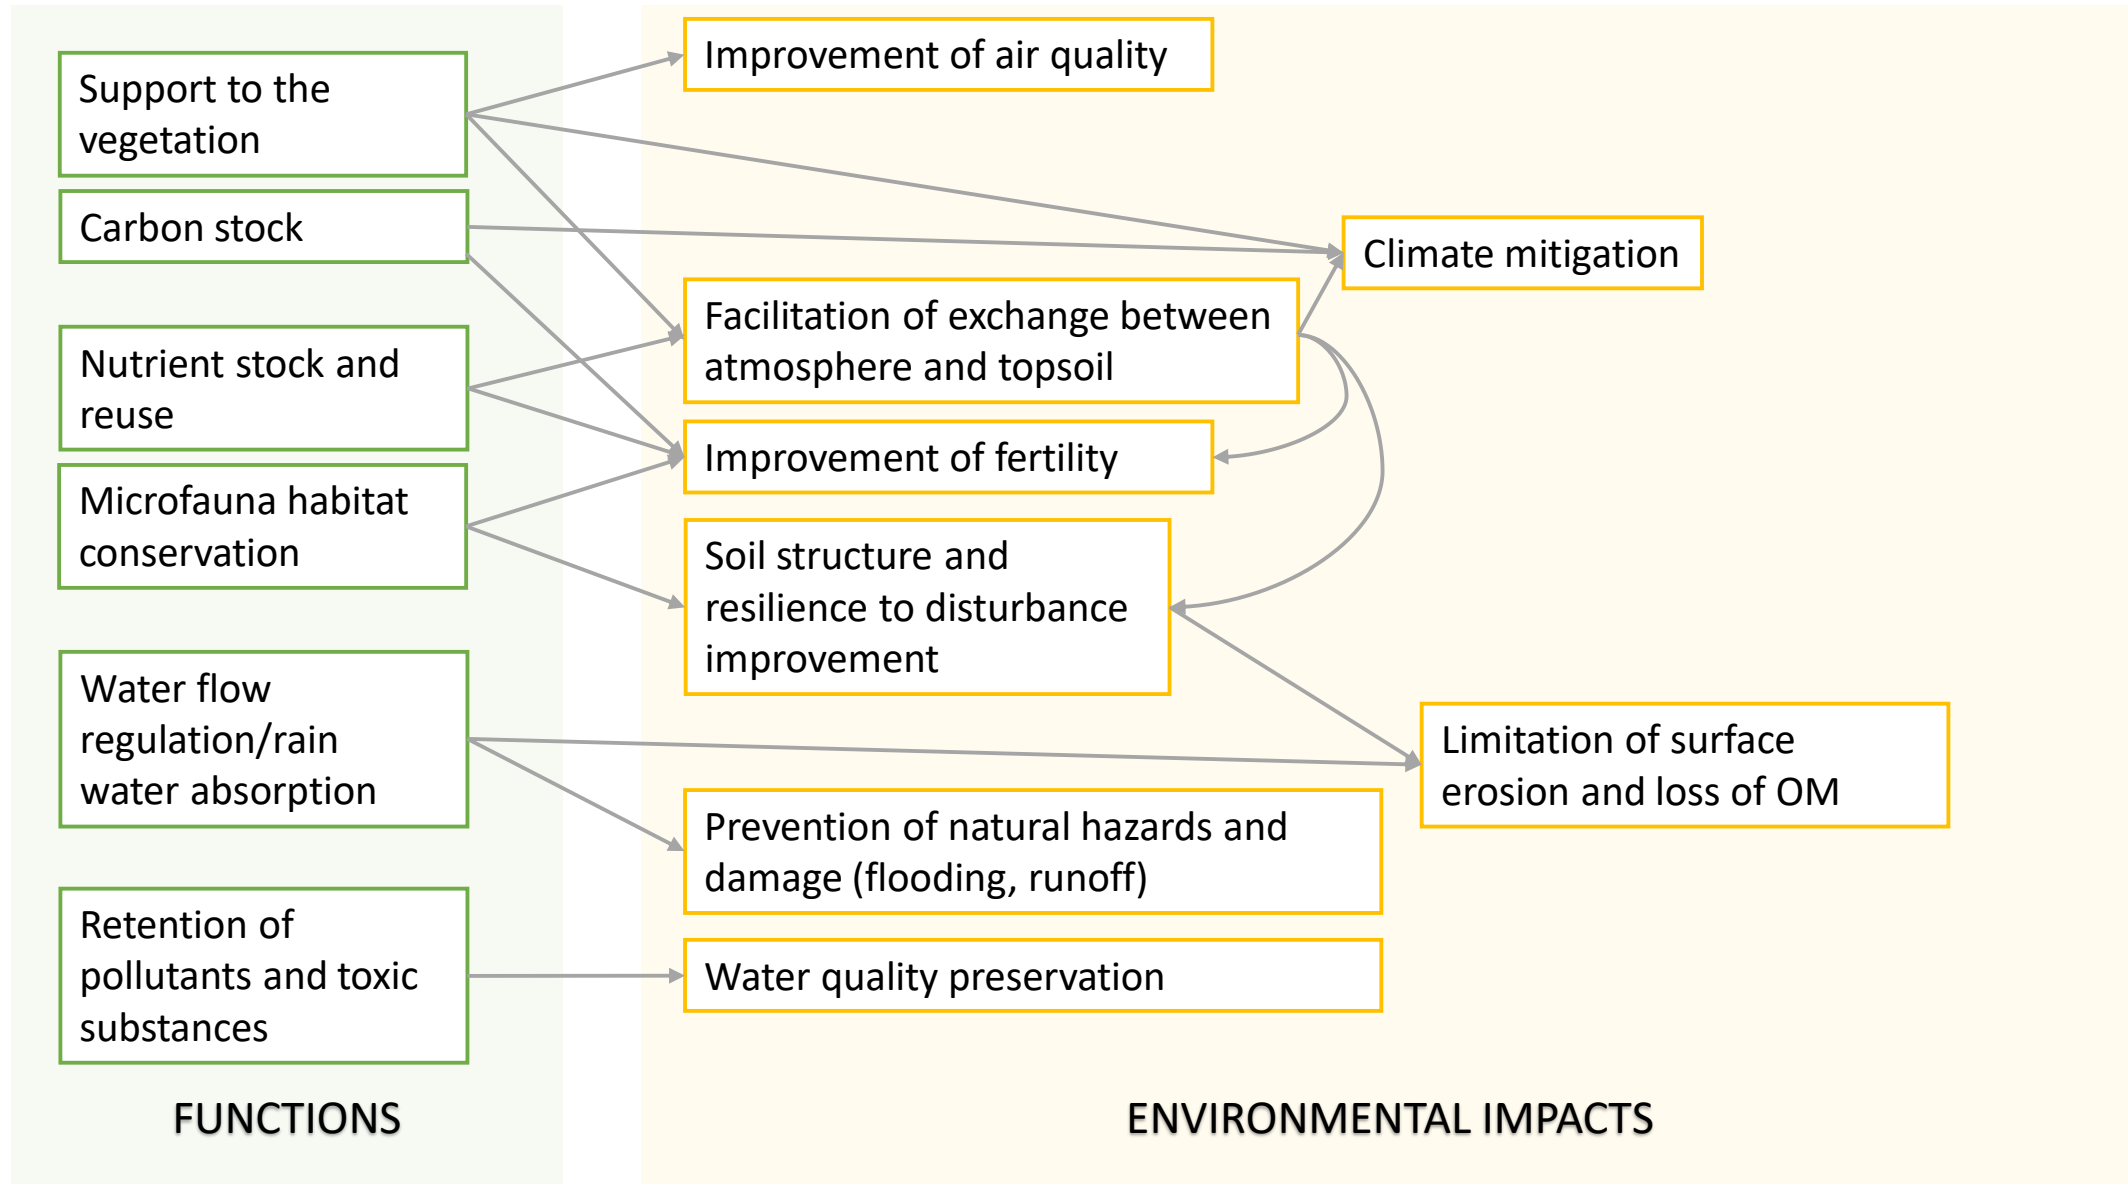 Support to the
vegetation
Carbon stock
Nutrient stock and
reuse
Microfauna habitat
conservation
Water flow
regulation/rain
water absorption
Retention of
pollutants and toxic
substances
FUNCTIONS
Improvement of air quality
Climate mitigation
Facilitation of exchange between
atmosphere and topsoil
Improvement of fertility
Soil structure and
resilience to disturbance
improvement
Limitation of surface
erosion and loss of OM
Prevention of natural hazards and
damage (flooding, runoff)
Water quality preservation
ENVIRONMENTAL IMPACTS